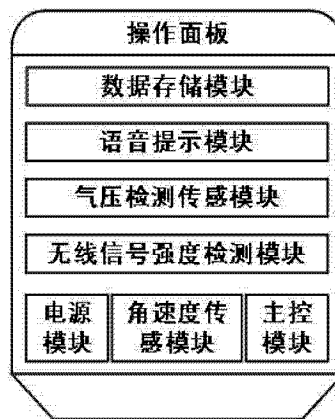 操作面板
数据存储模块
语音提示模块
气压检测传感模块
无线信号强度检测模块
电源
模块
角速度传
感模块
主控
模块